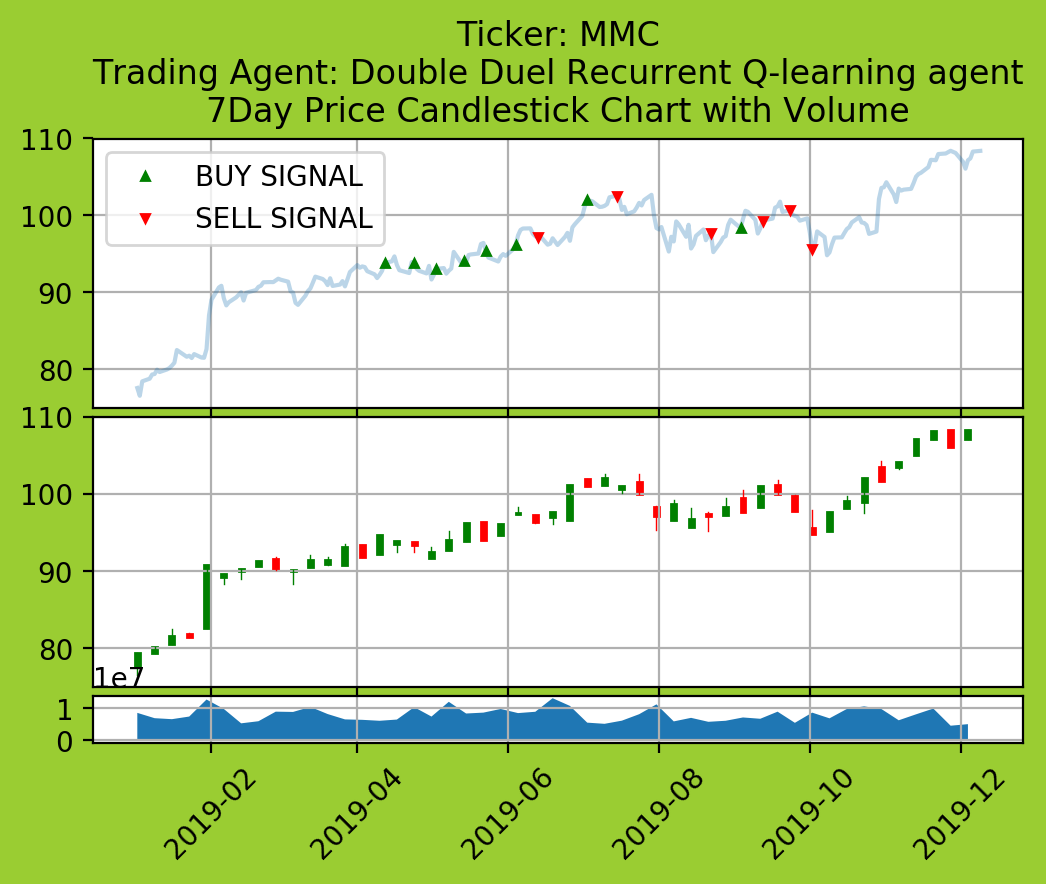 Ticker: MMC
Trading Agent: Double Duel Recurrent Q-learning agent
7Day Price Candlestick Chart with Volume
110
100
90
80
BUY SIGNAL
SELL SIGNAL
110
100
90
80
1e7
1
0
2019-02
2019-04
2019-06
2019-08
2019-10
2019-12